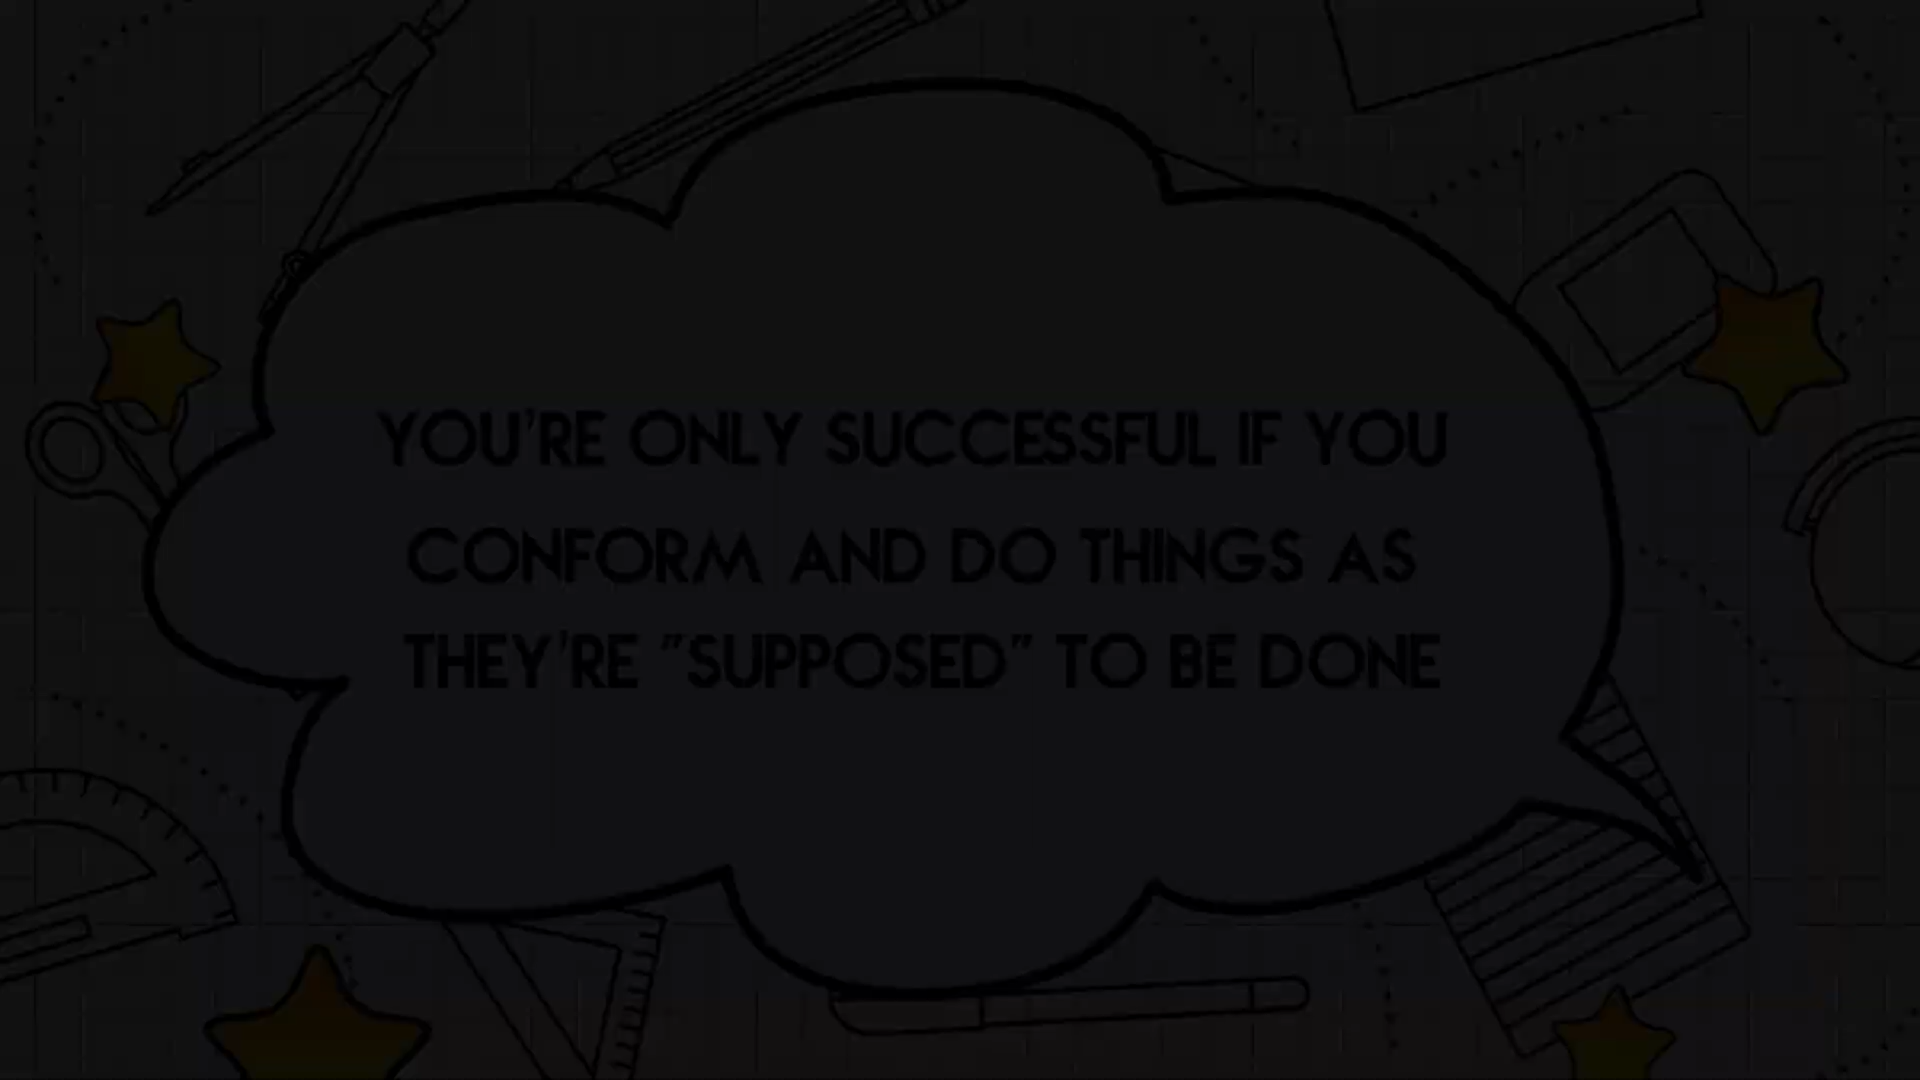 YOU'RE ONLY SUCCESSFUL IF YOU
CONFORM AND DO THINGS AS
THEY'RE "SUPPOSED" TO BE DONE